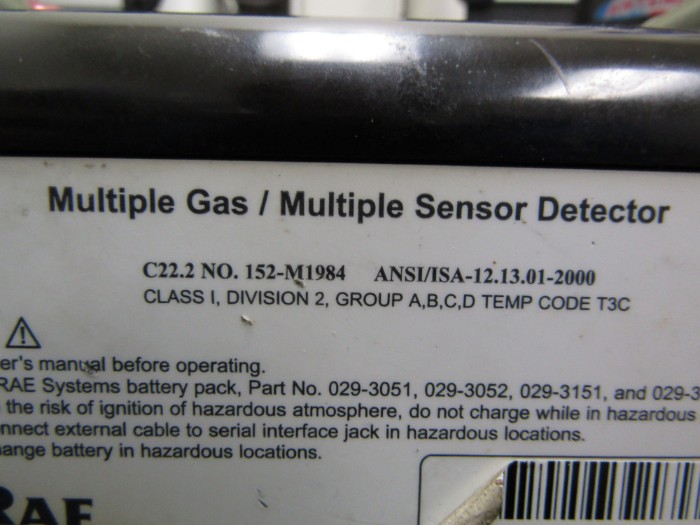 Multiple Gas / Multiple Sensor Detector
C22.2 NO. 152-M1984 ANSI/ISA-12.13.01-2000
CLASS I, DIVISION 2, GROUP A,B,C,D TEMP CODE T3C
er's manual before operating.
RAE Systems battery pack, Part No. 029-3051, 029-3052, 029-3151, and 029-3
the risk of ignition of hazardous atmosphere, do not charge while in hazardous
nnect external cable to serial interface jack in hazardous locations.
ange battery in hazardous locations.
RAE